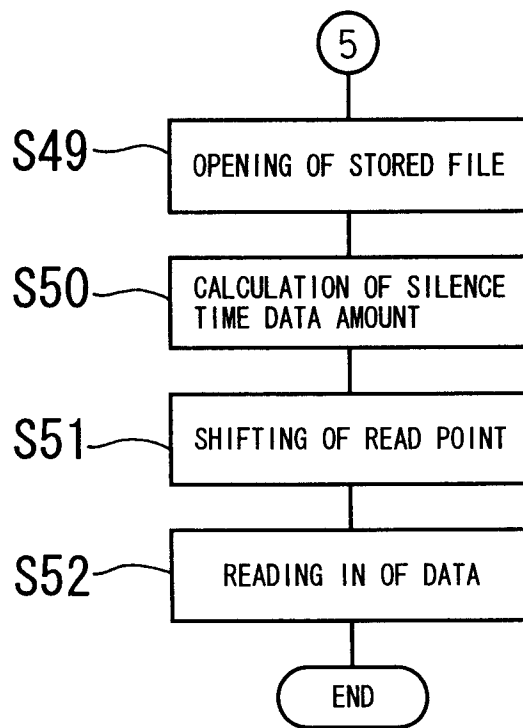 5
S49
OPENING OF STORED FILE
S50
CALCULATION OF SILENCE
TIME DATA AMOUNT
S51
SHIFTING OF READ POINT
S52
READING IN OF DATA
END